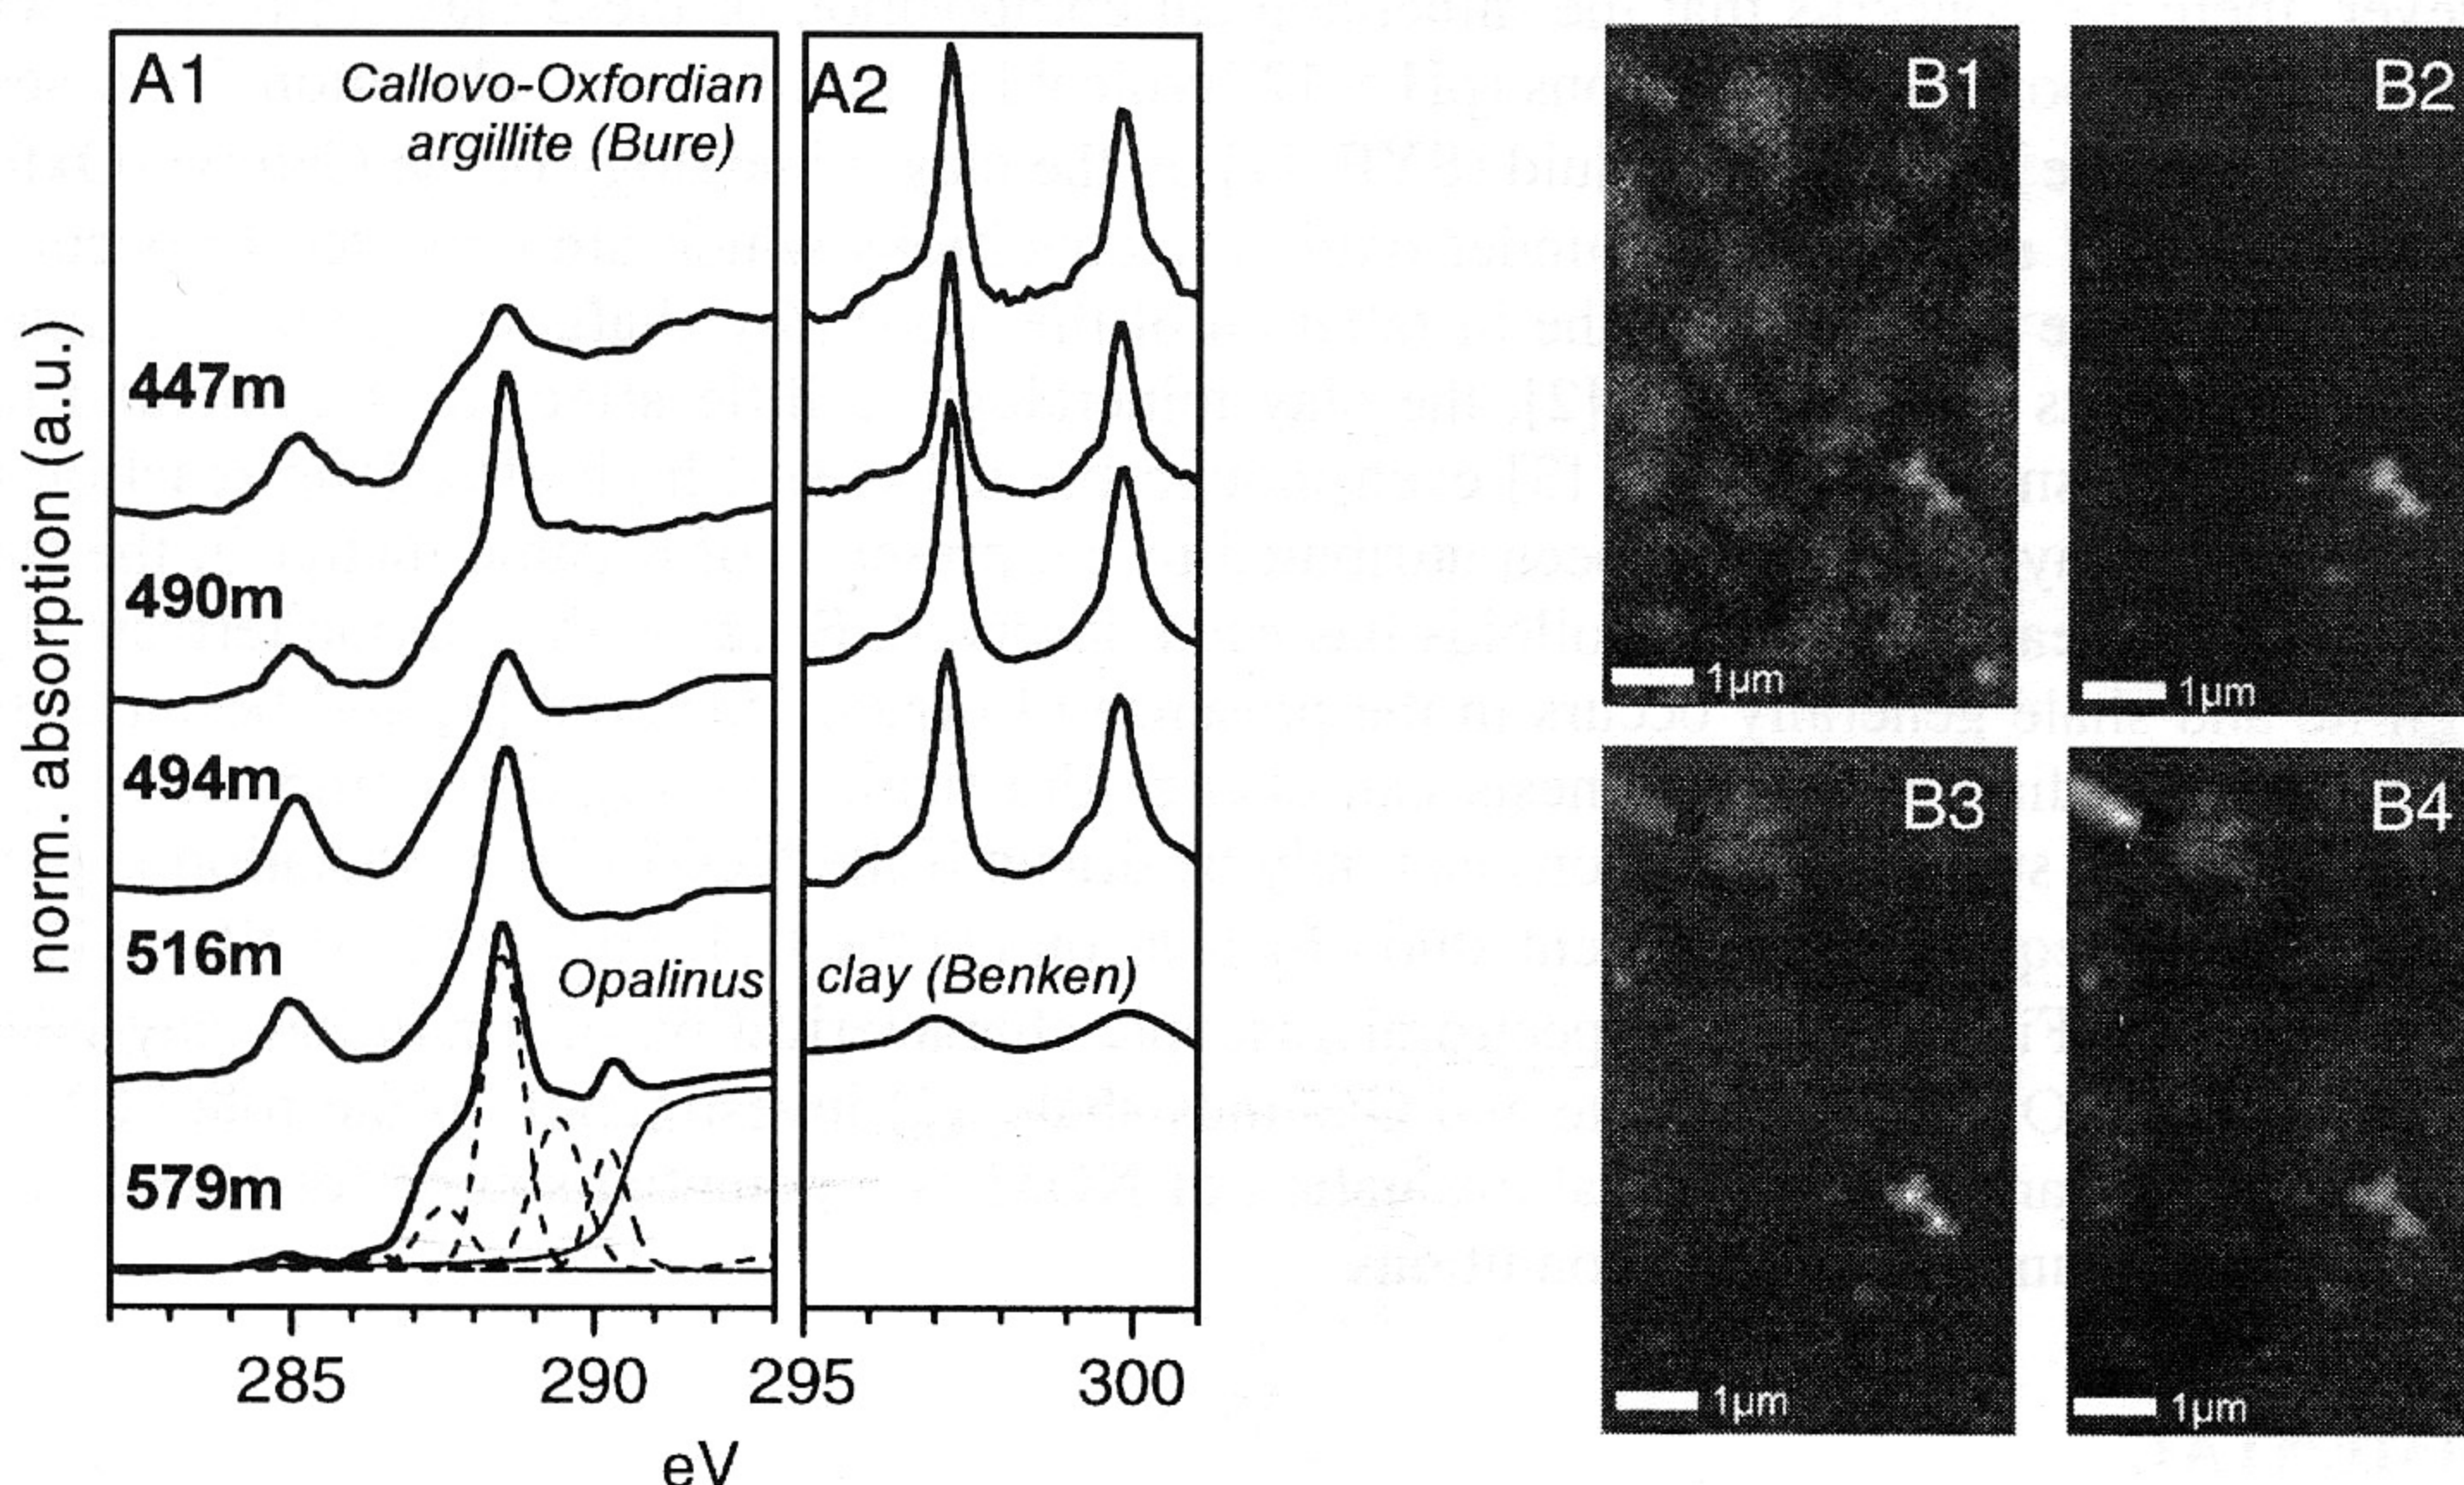 A1
Callovo-Oxfordian
argillite (Bure)
A2
norm. absorption (a.u.)
447m
490m
494m
516m
579m
Opalinus clay (Benken)
285 290 295 300
eV
B1
1µm
B2
1µm
B3
1µm
B4
1µm